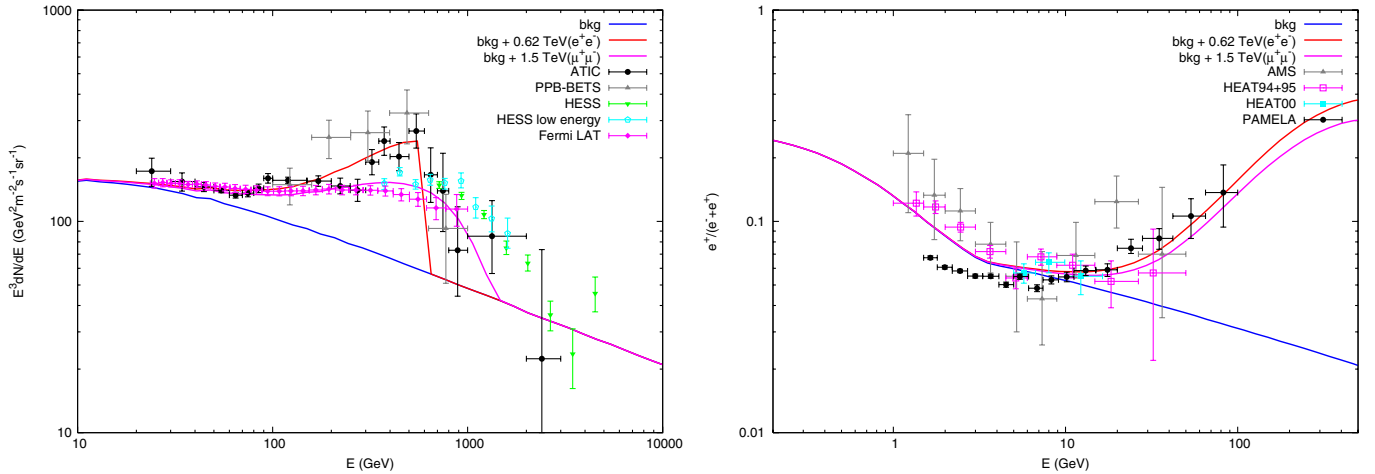 1000
100
10
10
100
1000
10000
E (GeV)
E³dN/dE (GeV²m⁻²s⁻¹sr⁻¹)
bkg
bkg + 0.62 TeV(e⁺e⁻)
bkg + 1.5 TeV(μ⁺μ⁻)
ATIC
PPB-BETS
HESS
HESS low energy
Fermi LAT
1
0.1
0.01
1
10
100
E (GeV)
e⁺/(e⁻+e⁺)
bkg
bkg + 0.62 TeV(e⁺e⁻)
bkg + 1.5 TeV(μ⁺μ⁻)
AMS
HEAT94+95
HEAT00
PAMELA